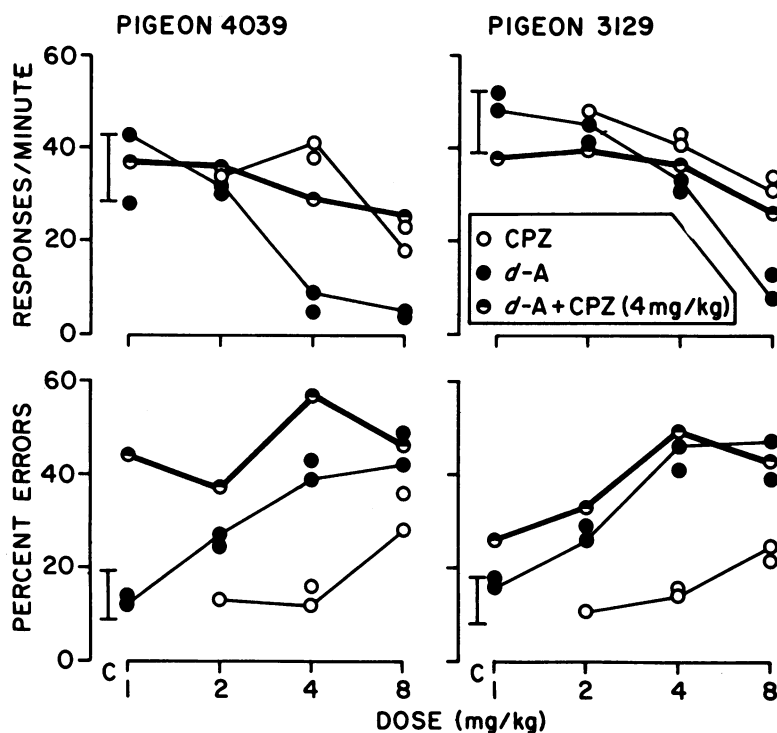 PIGEON 4039
PIGEON 3129
RESPONSES/MINUTE
60
40
20
0
CPZ
d-A
d-A + CPZ (4 mg/kg)
PERCENT ERRORS
60
40
20
0
C
1
2
4
8
C
1
2
4
8
DOSE (mg/kg)